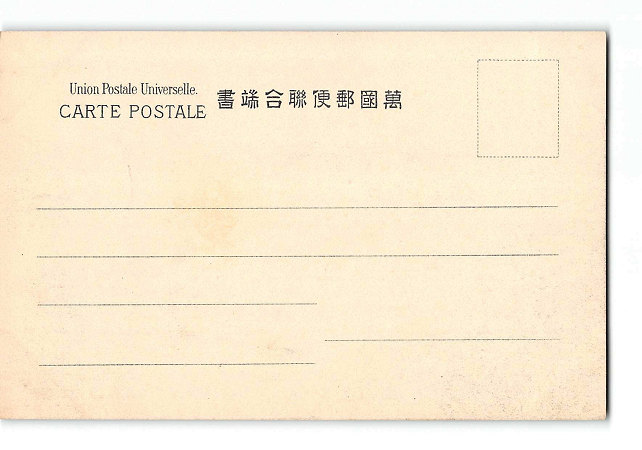 Union Postale Universelle.
CARTE POSTALE
萬國郵便聯合端書